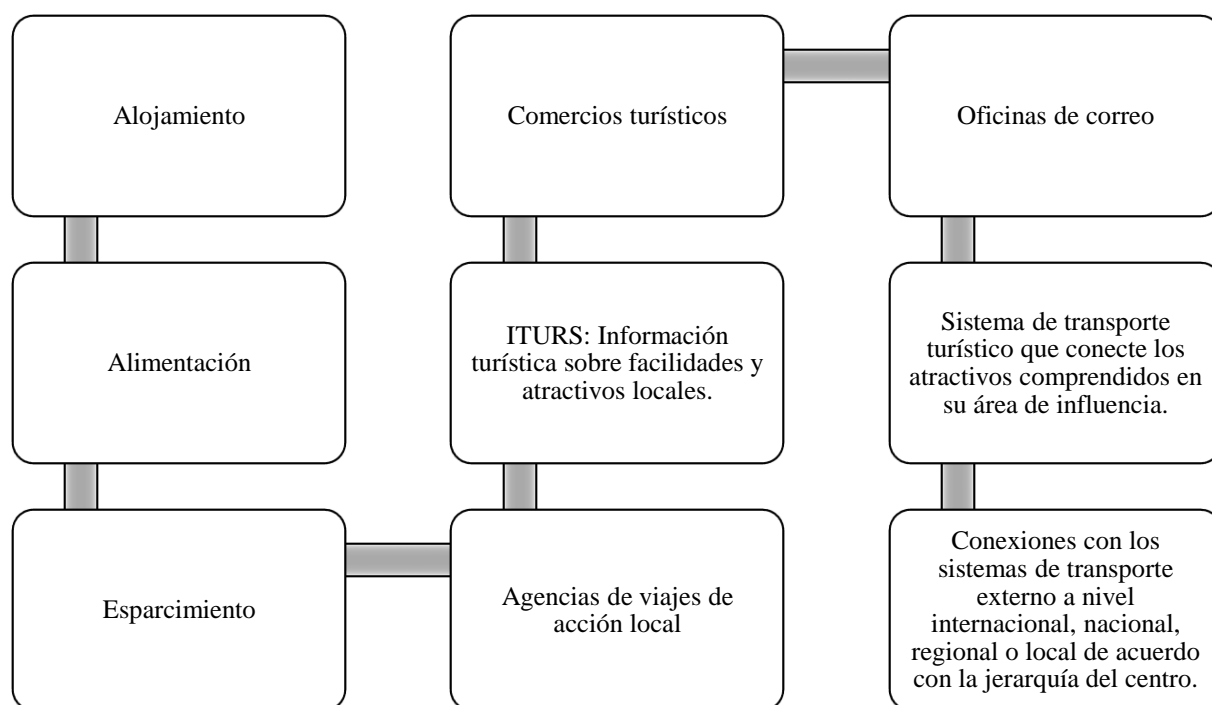 Alojamiento
Alimentación
Esparcimiento
Agencias de viajes de
acción local
ITURS: Información
turística sobre facilidades y
atractivos locales.
Comercios turísticos
Oficinas de correo
Sistema de transporte
turístico que conecte los
atractivos comprendidos en
su área de influencia.
Conexiones con los
sistemas de transporte
externo a nivel
internacional, nacional,
regional o local de acuerdo
con la jerarquía del centro.